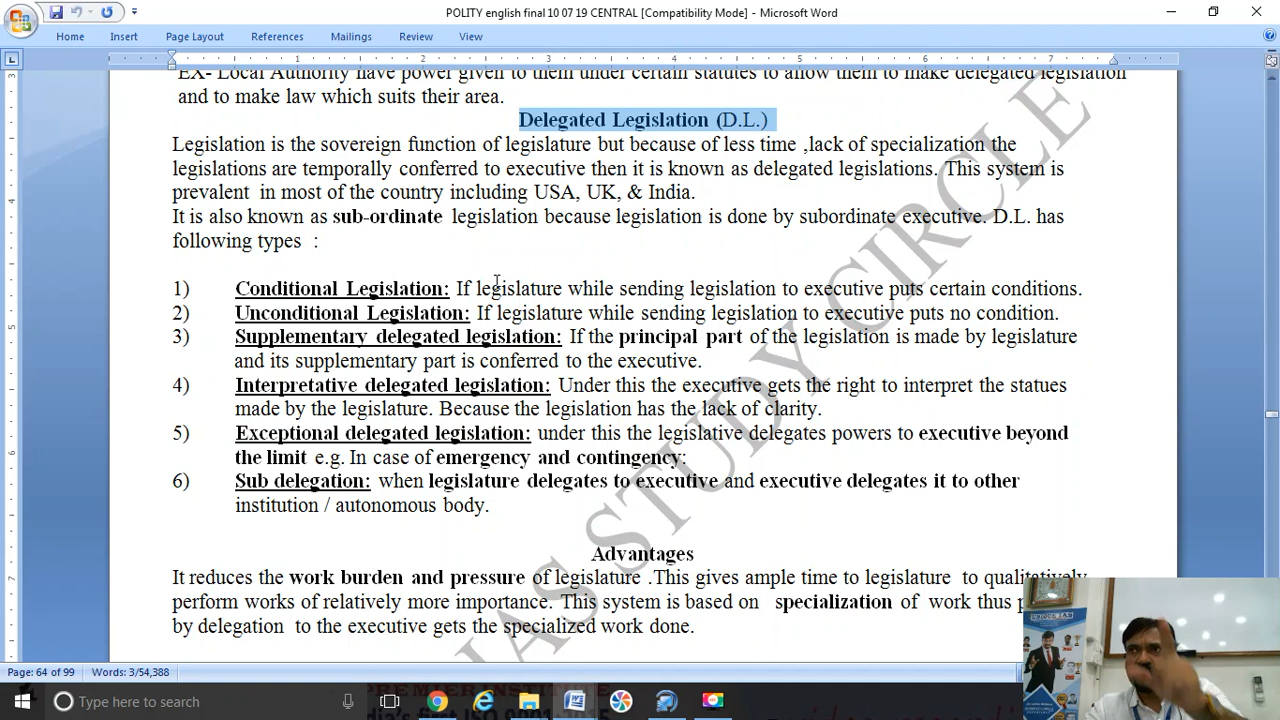 POLITY english final 10 07 19 CENTRAL [Compatibility Mode] - Microsoft Word
Home Insert Page Layout References Mailings Review View
1 2 3 4 5 6 7
EX- Local Authority have power given to them under certain statutes to allow them to make delegated legislation
and to make law which suits their area.
Delegated Legislation (D.L.)
Legislation is the sovereign function of legislature but because of less time ,lack of specialization the
legislations are temporally conferred to executive then it is known as delegated legislations. This system is
prevalent in most of the country including USA, UK, & India.
It is also known as sub-ordinate legislation because legislation is done by subordinate executive. D.L. has
following types :
1) Conditional Legislation: If legislature while sending legislation to executive puts certain conditions.
2) Unconditional Legislation: If legislature while sending legislation to executive puts no condition.
3) Supplementary delegated legislation: If the principal part of the legislation is made by legislature
and its supplementary part is conferred to the executive.
4) Interpretative delegated legislation: Under this the executive gets the right to interpret the statues
made by the legislature. Because the legislation has the lack of clarity.
5) Exceptional delegated legislation: under this the legislative delegates powers to executive beyond
the limit e.g. In case of emergency and contingency:
6) Sub delegation: when legislature delegates to executive and executive delegates it to other
institution / autonomous body.
Advantages
It reduces the work burden and pressure of legislature .This gives ample time to legislature to qualitatively
perform works of relatively more importance. This system is based on specialization of work thus
by delegation to the executive gets the specialized work done.
IAS STUDY CIRCLE
Page: 64 of 99 Words: 3/54,388
Type here to search
PREMIER INSTITUTE